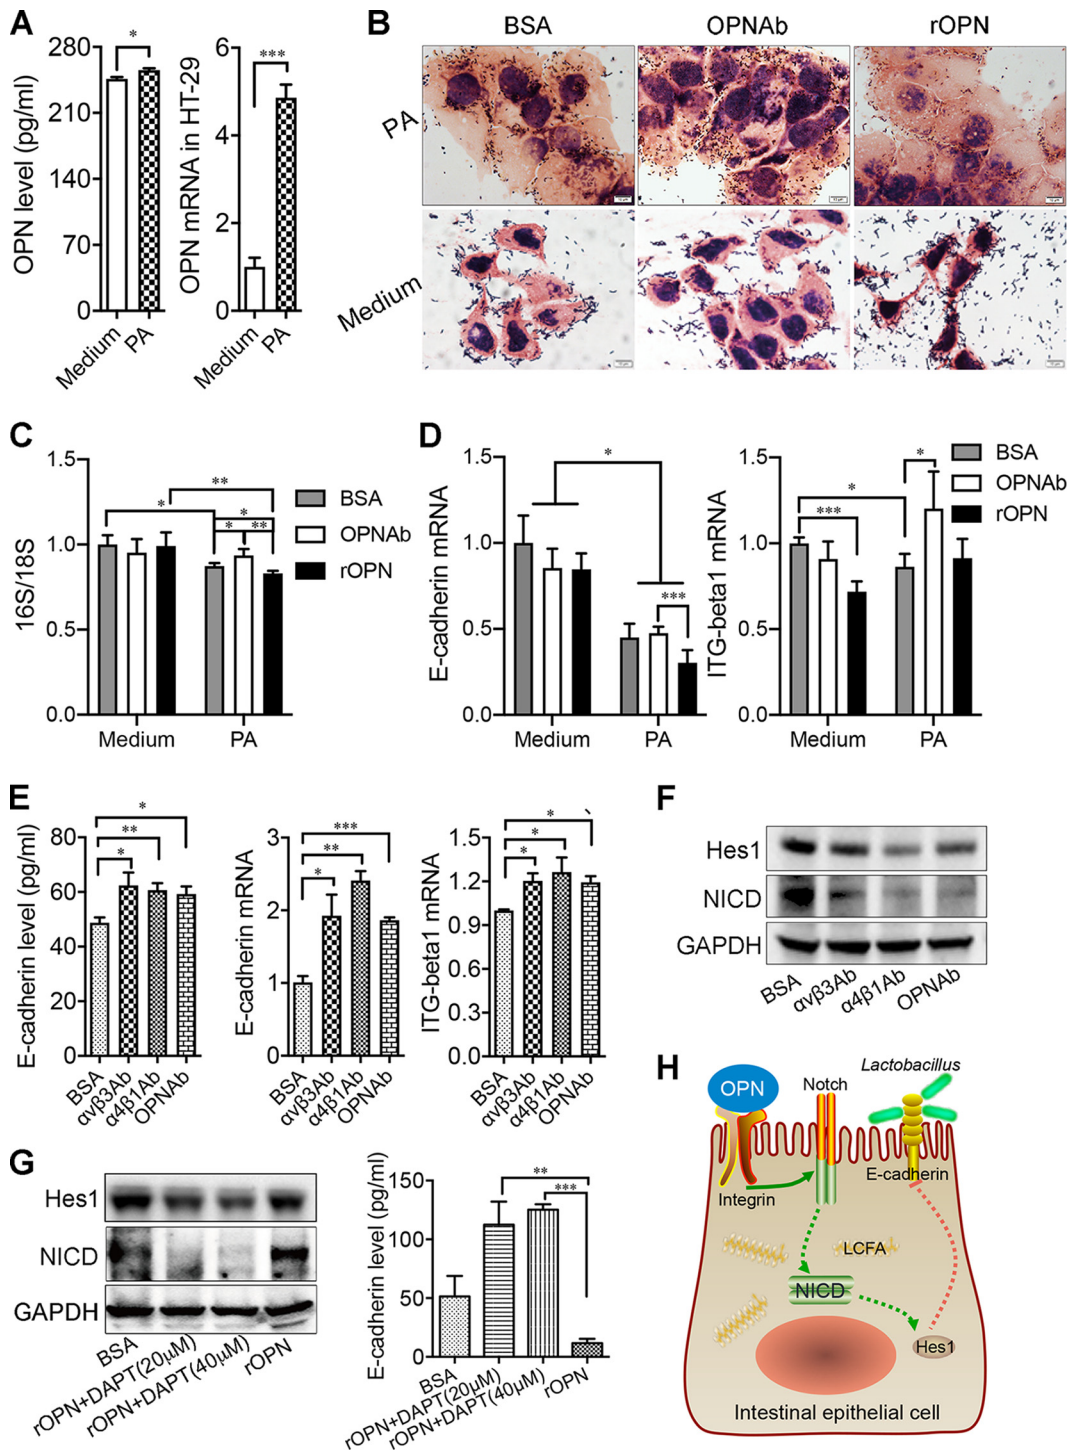 A
OPN level (pg/ml)
280
210
140
70
0
*
Medium
PA
OPN mRNA in HT-29
6
4
2
0
***
Medium
PA
B
BSA
OPNAb
rOPN
PA
Medium
C
16S/18S
1.5
1.0
0.5
0.0
*
**
*
*
**
Medium
PA
BSA
OPNAb
rOPN
D
E-cadherin mRNA
1.5
1.0
0.5
0.0
*
***
Medium
PA
ITG-beta1 mRNA
1.5
1.0
0.5
0.0
*
***
*
Medium
PA
BSA
OPNAb
rOPN
E
E-cadherin level (pg/ml)
80
60
40
20
0
*
**
*
BSA
αvβ3Ab
α4β1Ab
OPNAb
E-cadherin mRNA
3
2
1
0
***
**
*
BSA
αvβ3Ab
α4β1Ab
OPNAb
ITG-beta1 mRNA
1.5
1.2
0.9
0.6
0.3
0.0
*
*
*
BSA
αvβ3Ab
α4β1Ab
OPNAb
F
Hes1
NICD
GAPDH
BSA
αvβ3Ab
α4β1Ab
OPNAb
G
Hes1
NICD
GAPDH
BSA
rOPN+DAPT(20μM)
rOPN+DAPT(40μM)
rOPN
E-cadherin level (pg/ml)
150
100
50
0
**
***
BSA
rOPN+DAPT(20μM)
rOPN+DAPT(40μM)
rOPN
H
Lactobacillus
OPN
Notch
E-cadherin
Integrin
LCFA
NICD
Hes1
Intestinal epithelial cell